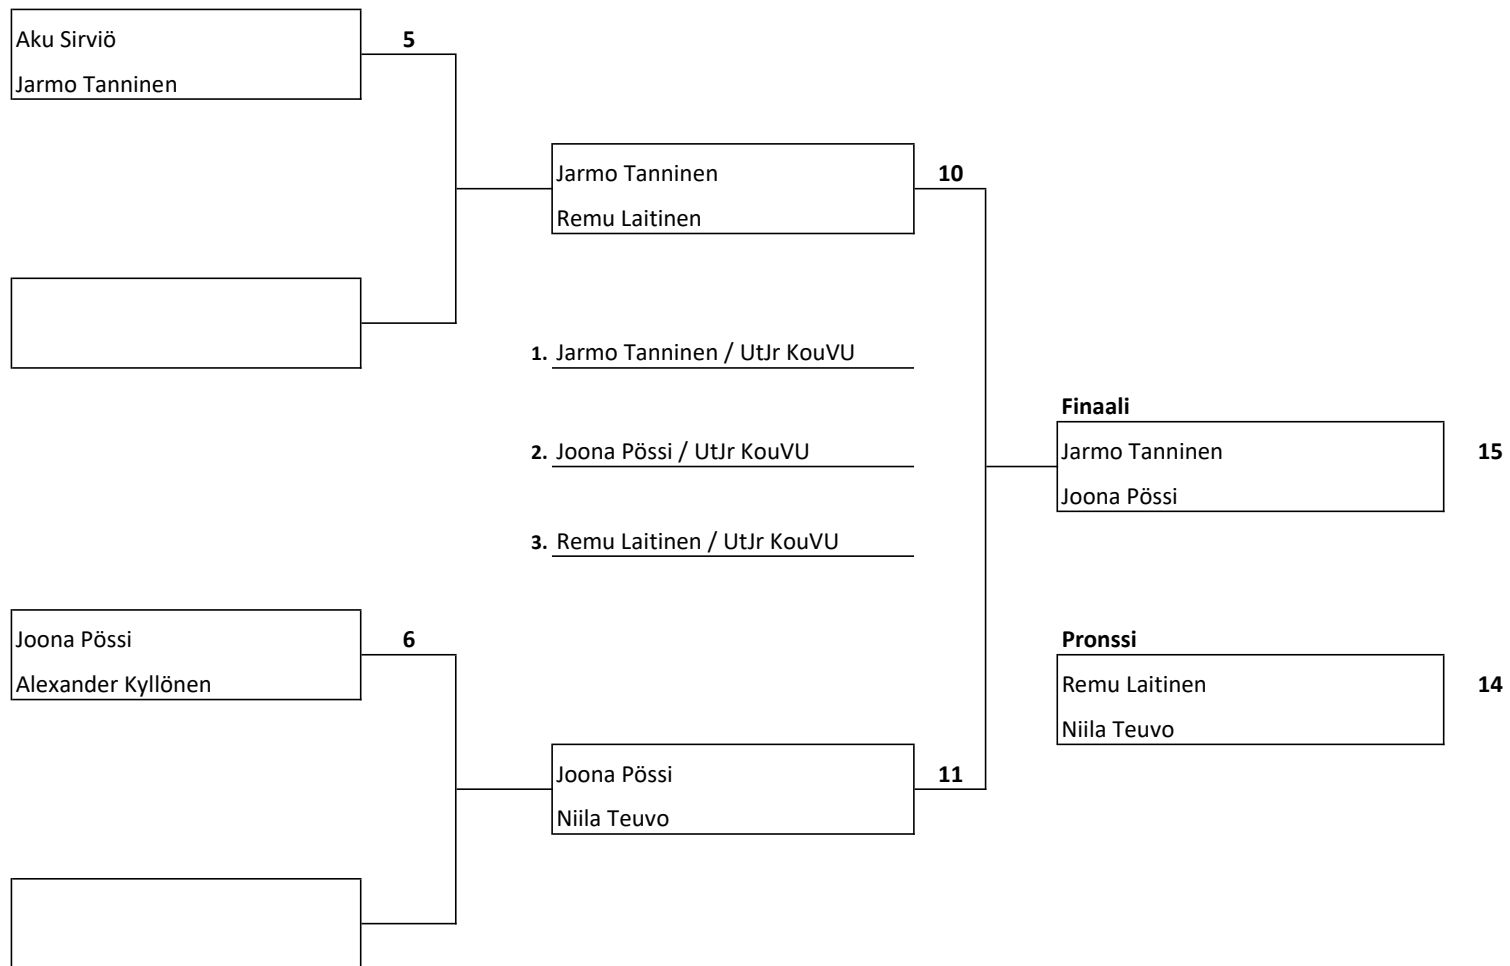 Aku Sirviö
5
Jarmo Tanninen
Jarmo Tanninen
10
Remu Laitinen
1. Jarmo Tanninen / UtJr KouVU
Finaali
2. Joona Pössi / UtJr KouVU
Jarmo Tanninen
15
Joona Pössi
3. Remu Laitinen / UtJr KouVU
Joona Pössi
6
Alexander Kyllönen
Pronssi
Remu Laitinen
14
Niila Teuvo
Joona Pössi
11
Niila Teuvo